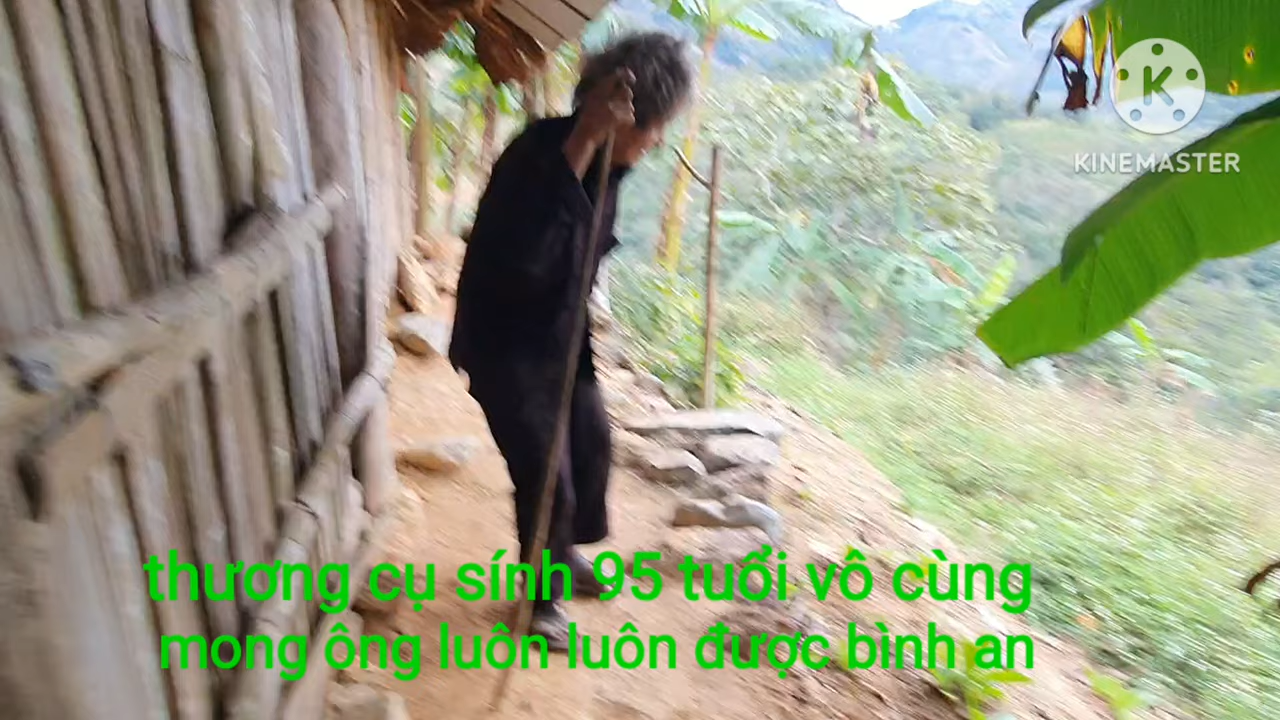 K
KINEMASTER
thương cụ sính 95 tuổi vô cùng
mong ông luôn luôn được bình an